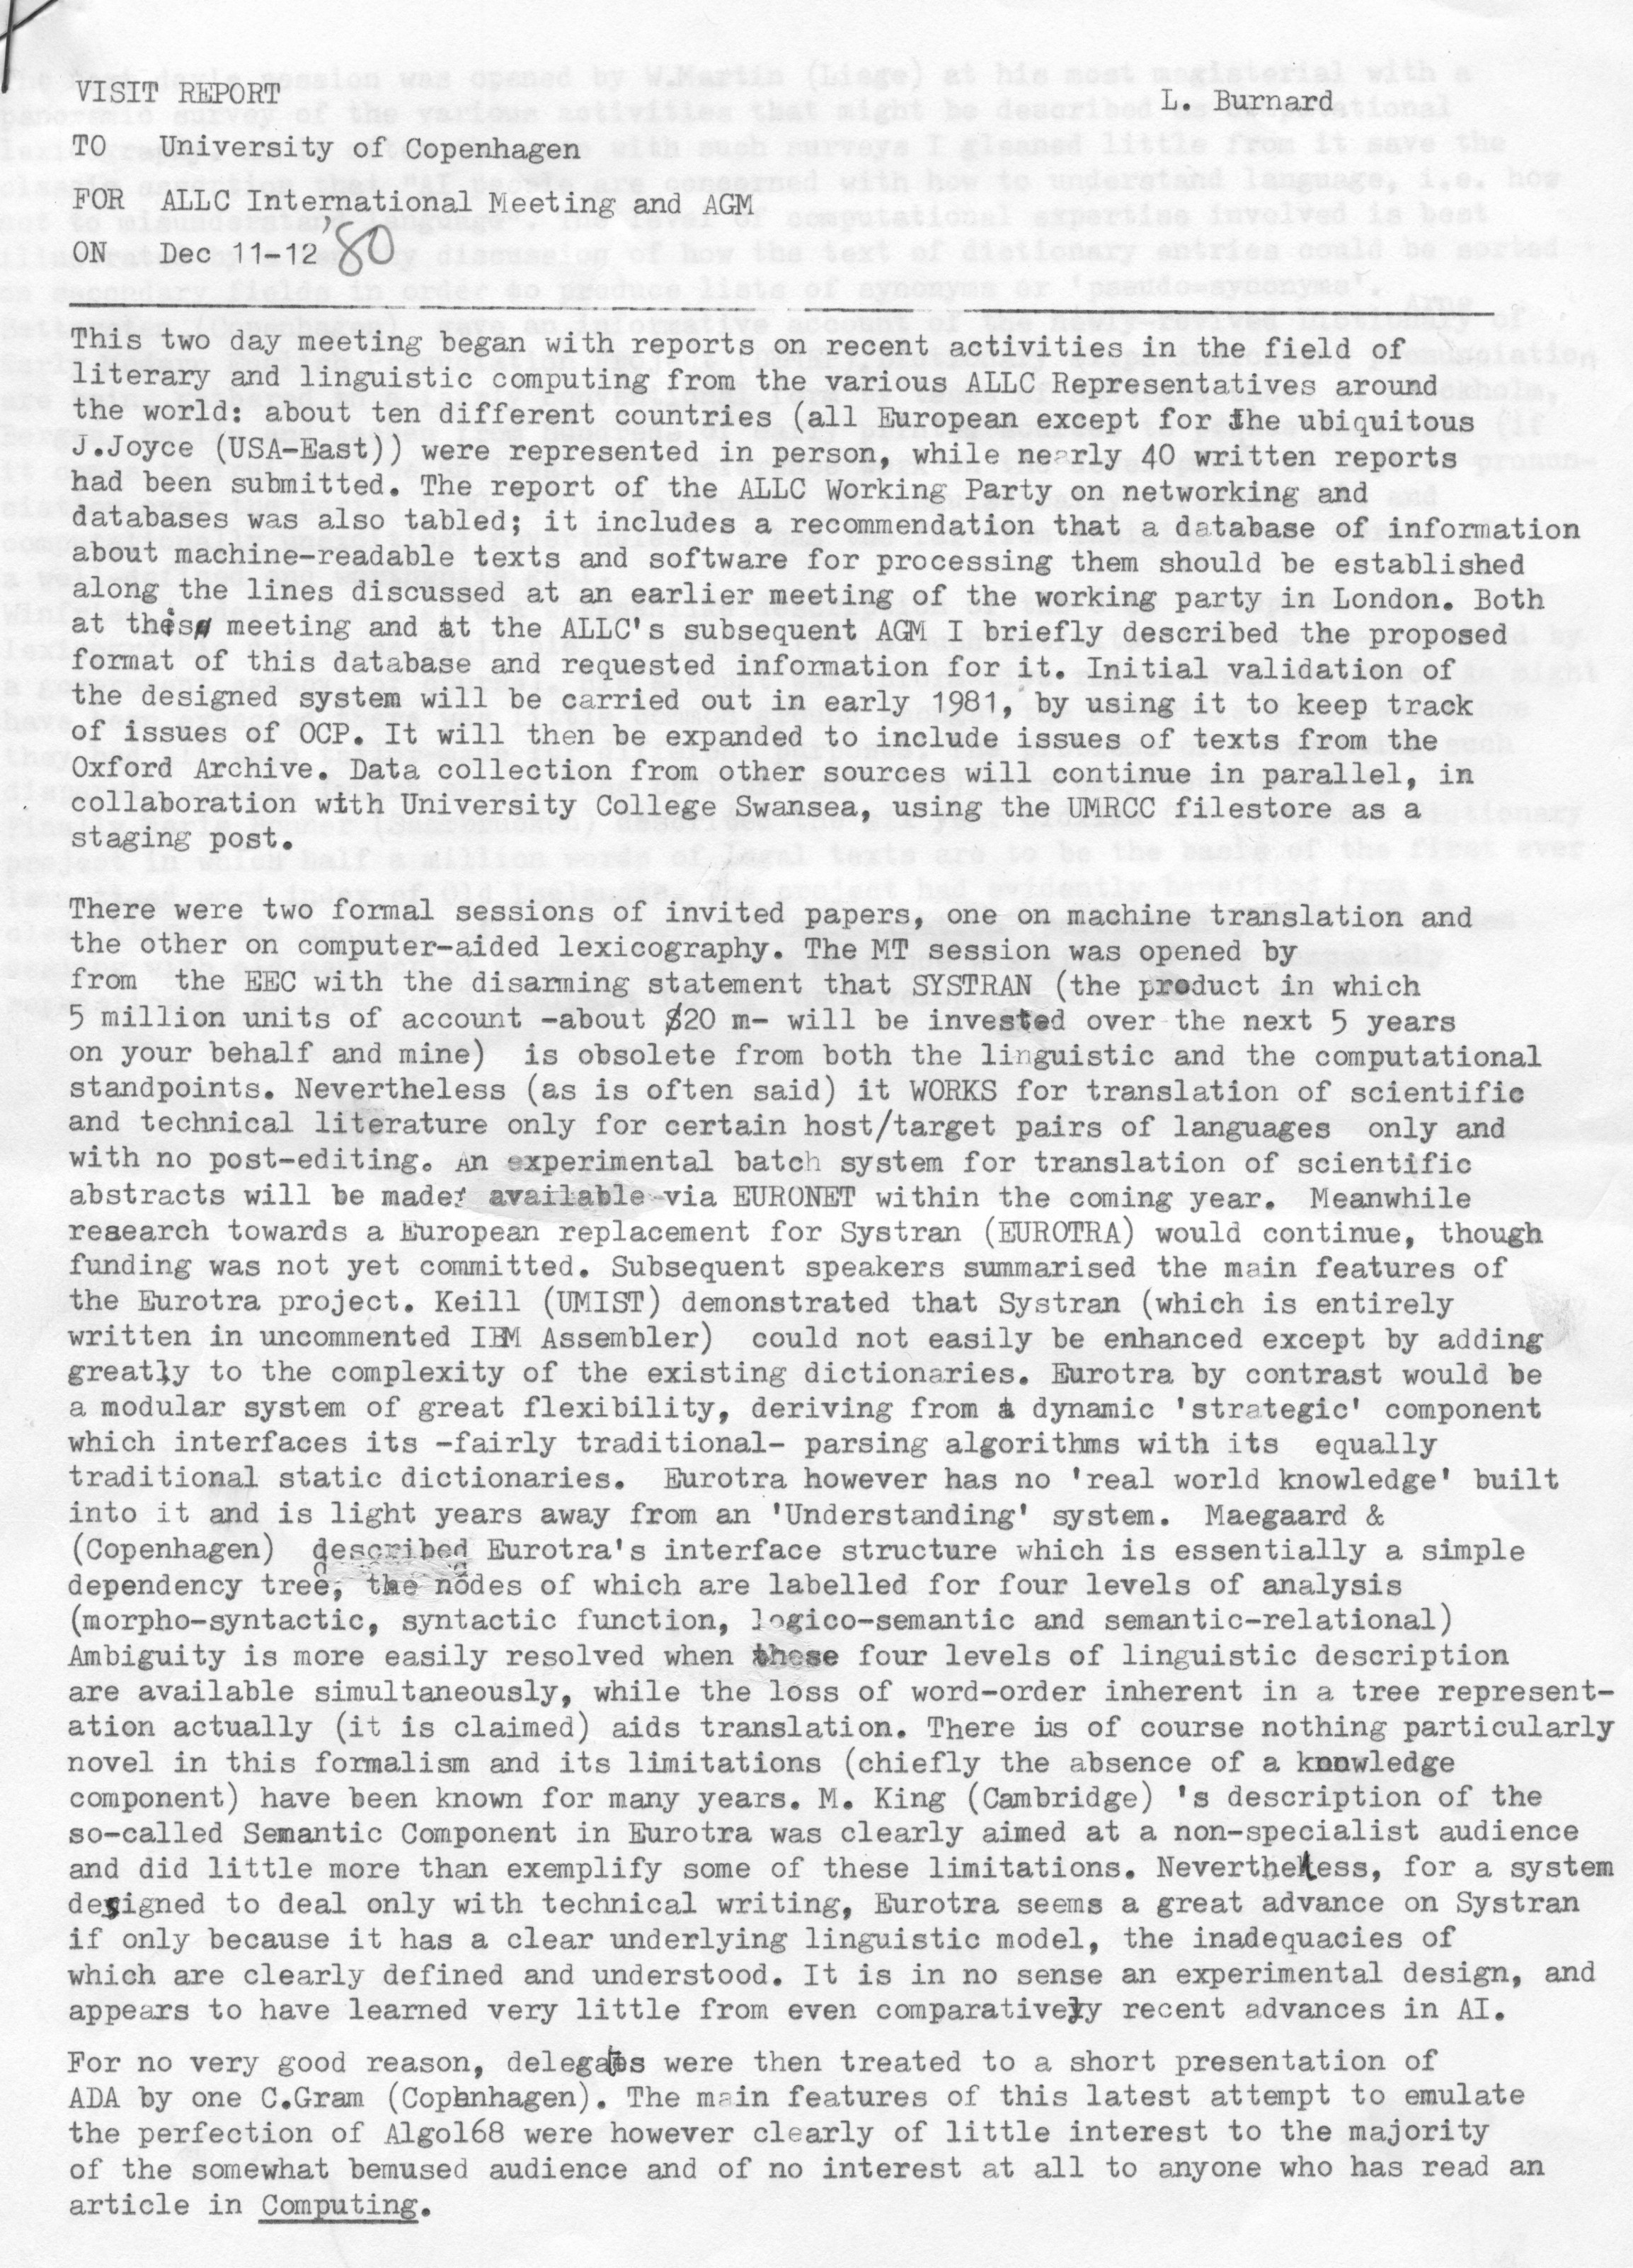 VISIT REPORT L. Burnard
TO University of Copenhagen
FOR ALLC International Meeting and AGM
ON Dec 11-12 '80
This two day meeting began with reports on recent activities in the field of
literary and linguistic computing from the various ALLC Representatives around
the world: about ten different countries (all European except for the ubiquitous
J.Joyce (USA-East)) were represented in person, while nearly 40 written reports
had been submitted. The report of the ALLC Working Party on networking and
databases was also tabled; it includes a recommendation that a database of information
about machine-readable texts and software for processing them should be established
along the lines discussed at an earlier meeting of the working party in London. Both
at this meeting and at the ALLC's subsequent AGM I briefly described the proposed
format of this database and requested information for it. Initial validation of
the designed system will be carried out in early 1981, by using it to keep track
of issues of OCP. It will then be expanded to include issues of texts from the
Oxford Archive. Data collection from other sources will continue in parallel, in
collaboration with University College Swansea, using the UMRCC filestore as a
staging post.
There were two formal sessions of invited papers, one on machine translation and
the other on computer-aided lexicography. The MT session was opened by
from the EEC with the disarming statement that SYSTRAN (the product in which
5 million units of account -about $20 m- will be invested over the next 5 years
on your behalf and mine) is obsolete from both the linguistic and the computational
standpoints. Nevertheless (as is often said) it WORKS for translation of scientific
and technical literature only for certain host/target pairs of languages only and
with no post-editing. An experimental batch system for translation of scientific
abstracts will be made available via EURONET within the coming year. Meanwhile
research towards a European replacement for Systran (EUROTRA) would continue, though
funding was not yet committed. Subsequent speakers summarised the main features of
the Eurotra project. Keill (UMIST) demonstrated that Systran (which is entirely
written in uncommented IBM Assembler) could not easily be enhanced except by adding
greatly to the complexity of the existing dictionaries. Eurotra by contrast would be
a modular system of great flexibility, deriving from a dynamic 'strategic' component
which interfaces its -fairly traditional- parsing algorithms with its equally
traditional static dictionaries. Eurotra however has no 'real world knowledge' built
into it and is light years away from an 'Understanding' system. Maegaard &
(Copenhagen) described Eurotra's interface structure which is essentially a simple
dependency tree, the nodes of which are labelled for four levels of analysis
(morpho-syntactic, syntactic function, logico-semantic and semantic-relational)
Ambiguity is more easily resolved when these four levels of linguistic description
are available simultaneously, while the loss of word-order inherent in a tree represent-
ation actually (it is claimed) aids translation. There is of course nothing particularly
novel in this formalism and its limitations (chiefly the absence of a knowledge
component) have been known for many years. M. King (Cambridge) 's description of the
so-called Semantic Component in Eurotra was clearly aimed at a non-specialist audience
and did little more than exemplify some of these limitations. Nevertheless, for a system
designed to deal only with technical writing, Eurotra seems a great advance on Systran
if only because it has a clear underlying linguistic model, the inadequacies of
which are clearly defined and understood. It is in no sense an experimental design, and
appears to have learned very little from even comparatively recent advances in AI.
For no very good reason, delegates were then treated to a short presentation of
ADA by one C.Gram (Copenhagen). The main features of this latest attempt to emulate
the perfection of Algol68 were however clearly of little interest to the majority
of the somewhat bemused audience and of no interest at all to anyone who has read an
article in Computing.